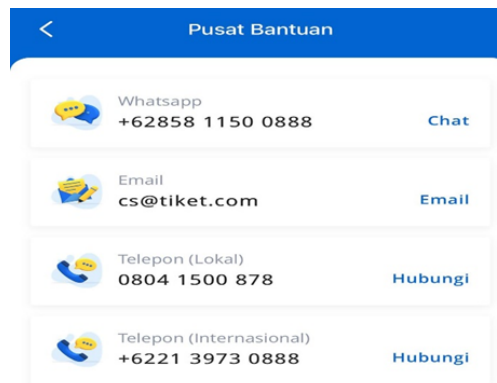 Pusat Bantuan
Whatsapp
+62858 1150 0888
Chat
Email
cs@tiket.com
Email
Telepon (Lokal)
0804 1500 878
Hubungi
Telepon (Internasional)
+6221 3973 0888
Hubungi